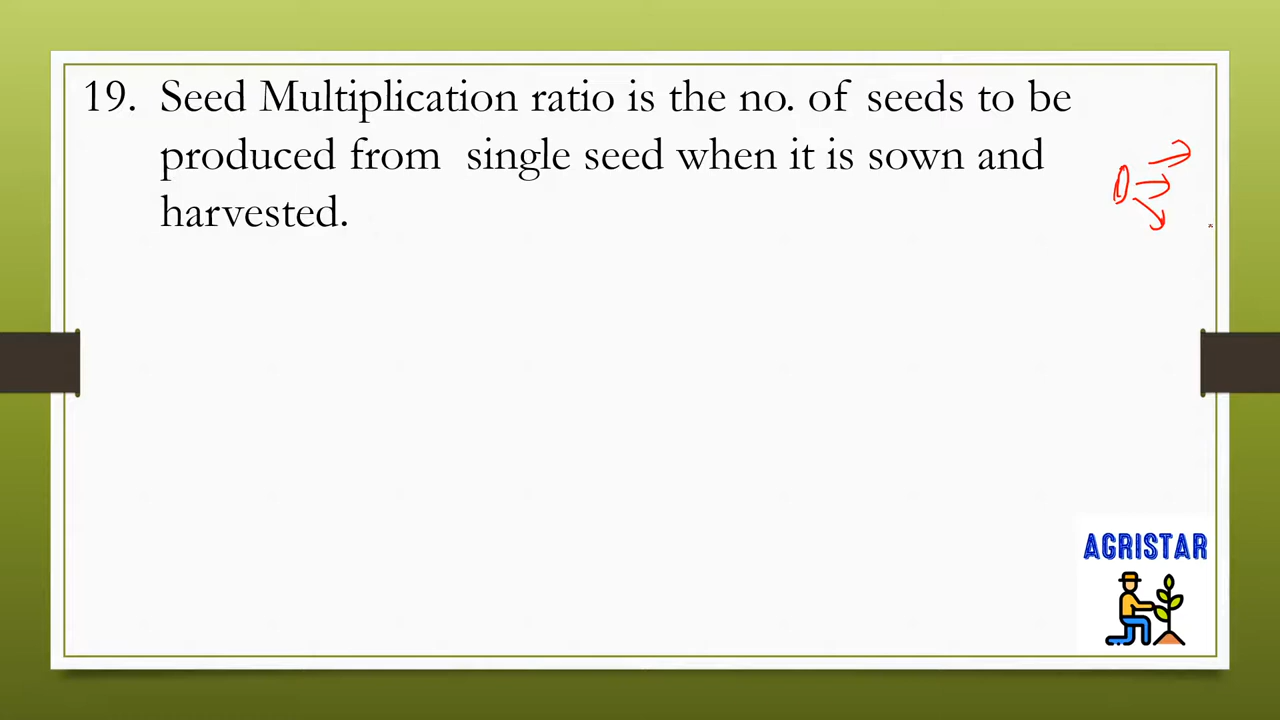 19. Seed Multiplication ratio is the no. of seeds to be
produced from single seed when it is sown and
harvested.
AGRISTAR